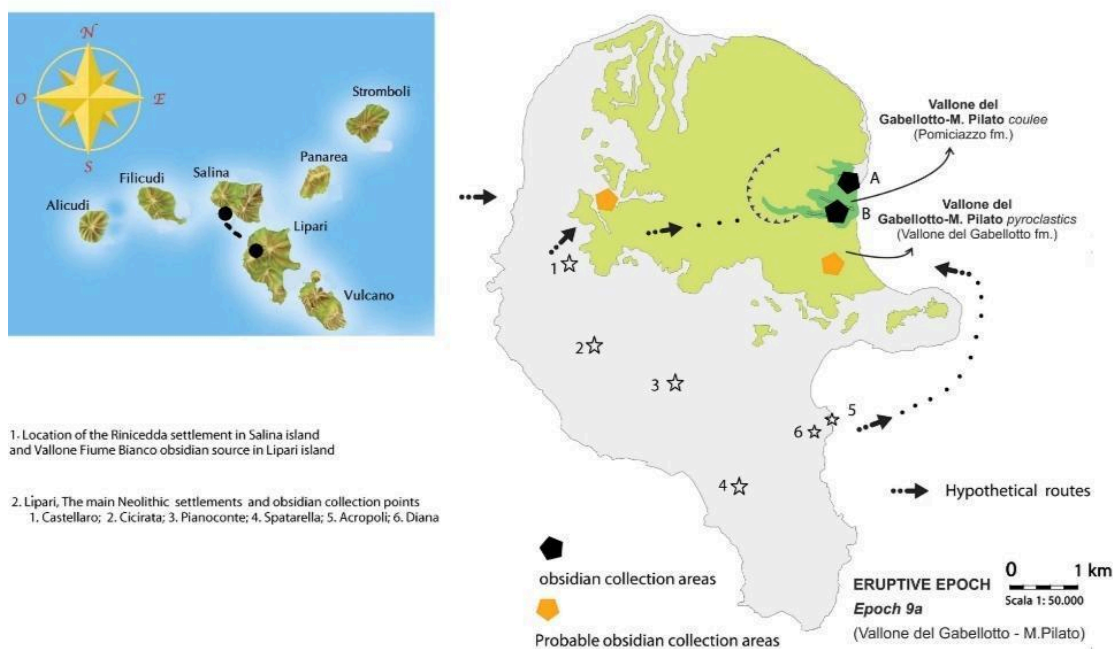 N
O
E
S
Stromboli
Panarea
Salina
Filicudi
Alicudi
Lipari
Vulcano
1. Location of the Rinicedda settlement in Salina island
and Vallone Fiume Bianco obsidian source in Lipari island
2. Lipari, The main Neolithic settlements and obsidian collection points
1. Castellaro; 2. Cicirata; 3. Pianoconte; 4. Spatarella; 5. Acropoli; 6. Diana
Vallone del
Gabellotto-M. Pilato coulee
(Pomiciazzo fm.)
A
B
Vallone del
Gabellotto-M. Pilato pyroclastics
(Vallone del Gabellotto fm.)
1
2
3
5
6
4
Hypothetical routes
obsidian collection areas
Probable obsidian collection areas
0 1 km
Scala 1: 50.000
ERUPTIVE EPOCH
Epoch 9a
(Vallone del Gabellotto - M.Pilato)